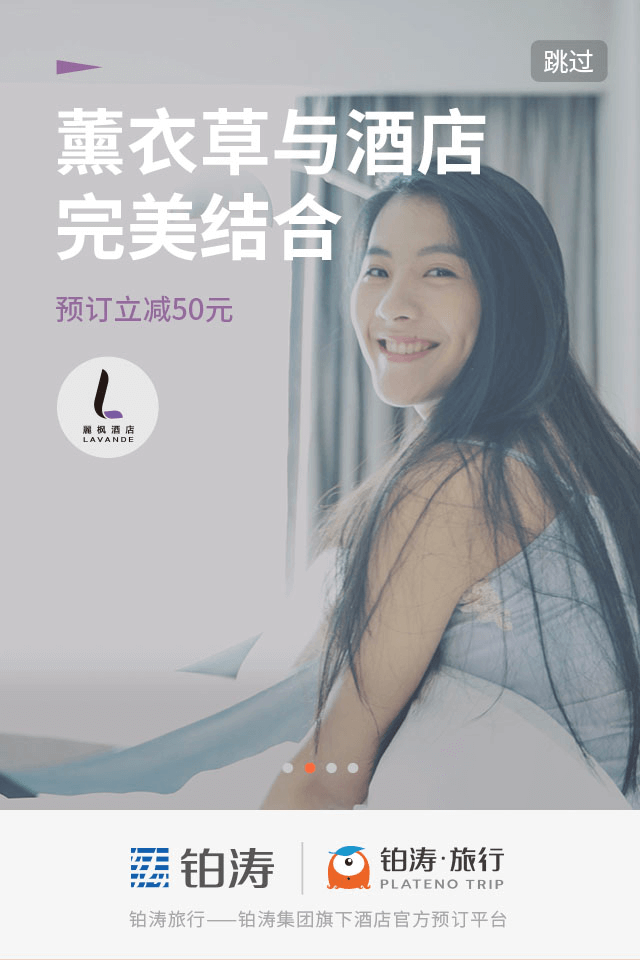 跳过
薰衣草与酒店
完美结合
预订立减50元
麗枫酒店
LAVANDE
铂涛
铂涛·旅行
PLATENO TRIP
铂涛旅行——铂涛集团旗下酒店官方预订平台